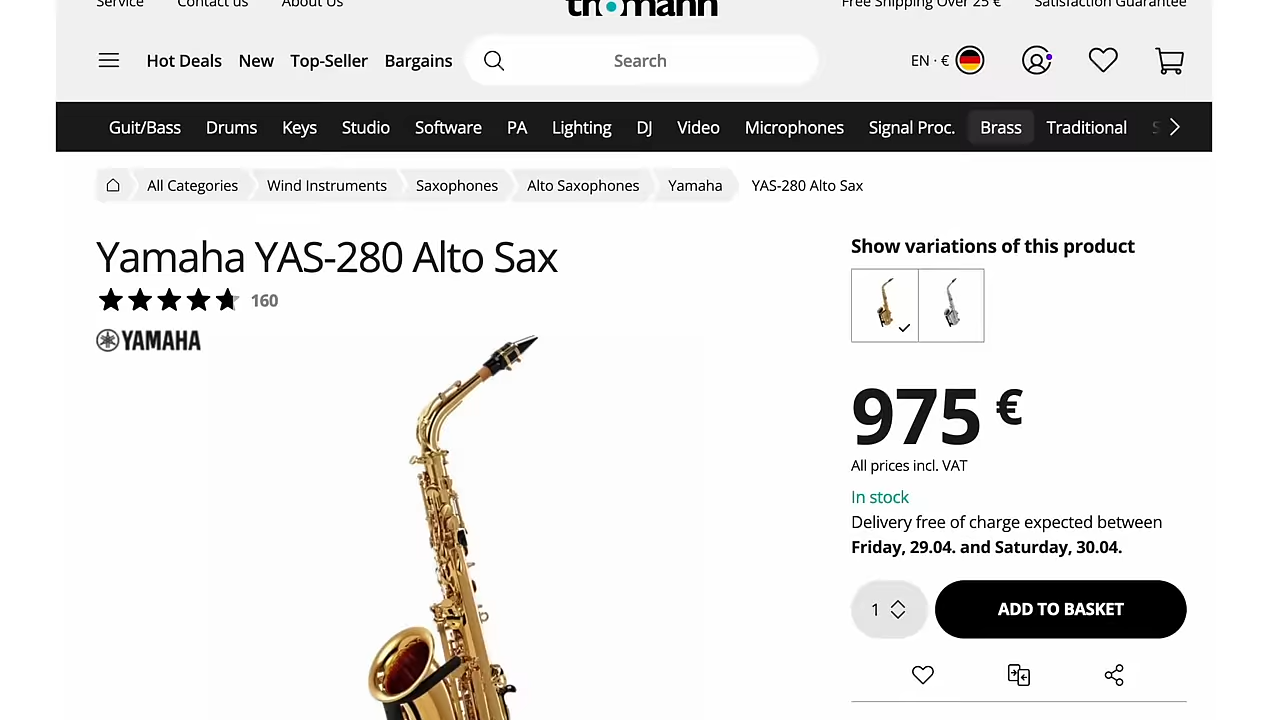 Service Contact us About Us thomann Free Shipping Over 25 € Satisfaction Guarantee
Hot Deals New Top-Seller Bargains Search EN · €
Guit/Bass Drums Keys Studio Software PA Lighting DJ Video Microphones Signal Proc. Brass Traditional
All Categories Wind Instruments Saxophones Alto Saxophones Yamaha YAS-280 Alto Sax
Yamaha YAS-280 Alto Sax
160
YAMAHA
Show variations of this product
975 €
All prices incl. VAT
In stock
Delivery free of charge expected between
Friday, 29.04. and Saturday, 30.04.
1 ADD TO BASKET